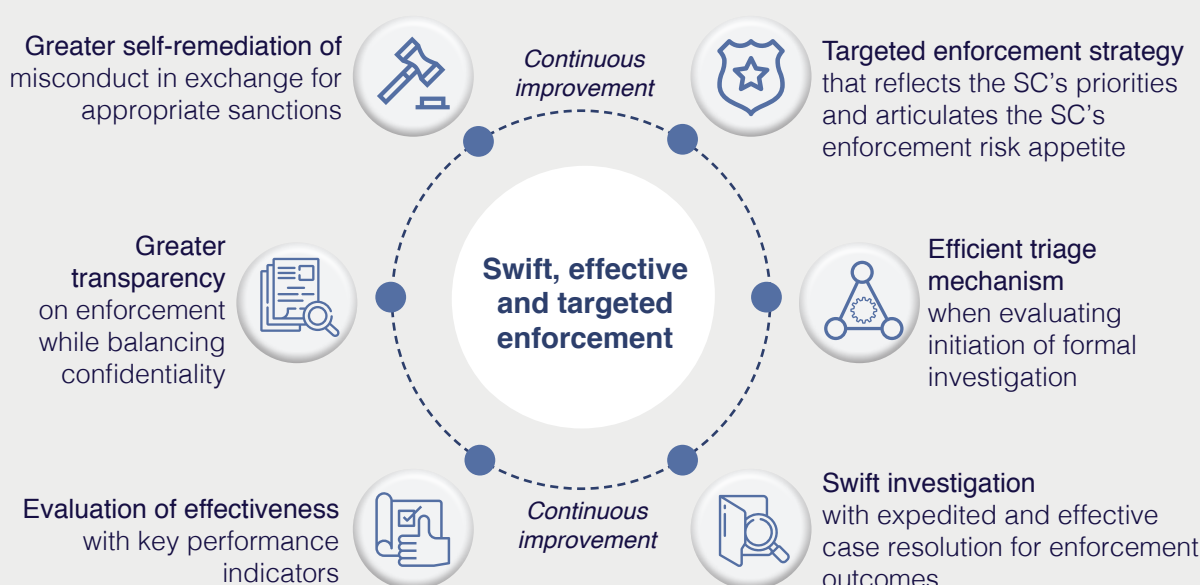 Greater self-remediation of
misconduct in exchange for
appropriate sanctions
Continuous
improvement
Targeted enforcement strategy
that reflects the SC’s priorities
and articulates the SC’s
enforcement risk appetite
Greater
transparency
on enforcement
while balancing
confidentiality
Swift, effective
and targeted
enforcement
Efficient triage
mechanism
when evaluating
initiation of formal
investigation
Evaluation of effectiveness
with key performance
indicators
Continuous
improvement
Swift investigation
with expedited and effective
case resolution for enforcement
outcomes